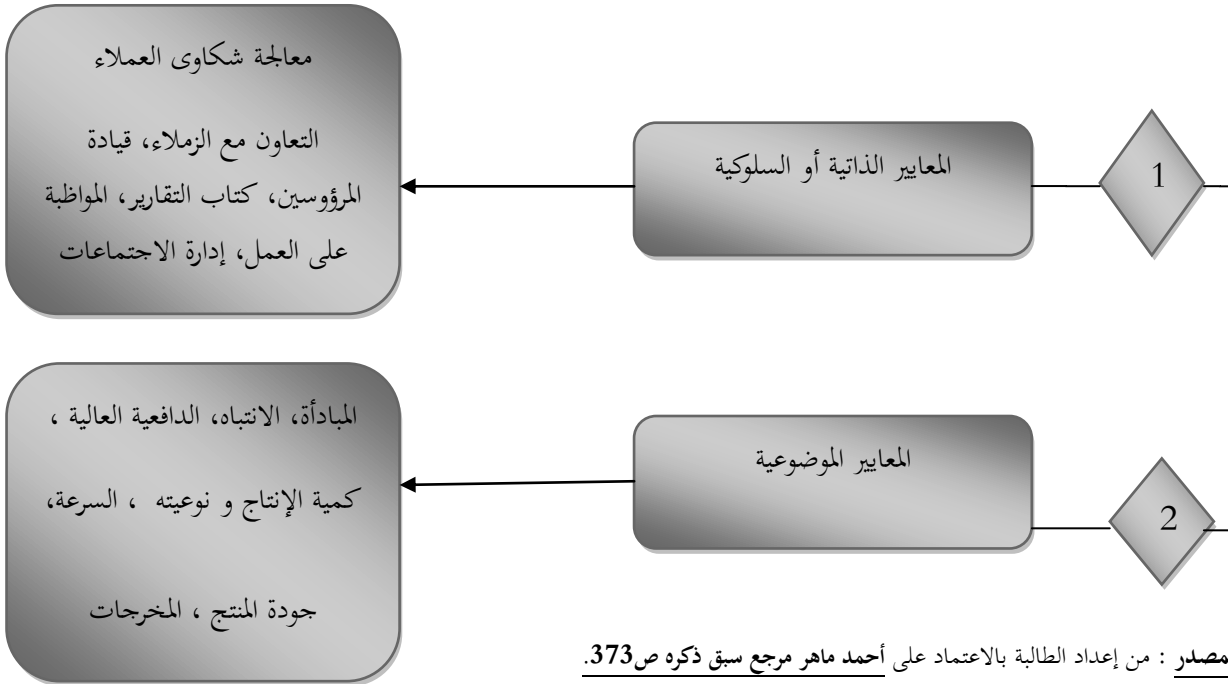 1
المعايير الذاتية أو السلوكية
معالجة شكاوى العملاء
التعاون مع الزملاء، قيادة
المرؤوسين، كتاب التقارير، المواظبة
على العمل، إدارة الاجتماعات
2
المعايير الموضوعية
المبادأة، الانتباه، الدافعية العالية ،
كمية الإنتاج و نوعيته ، السرعة،
جودة المنتج ، المخرجات
مصدر : من إعداد الطالبة بالاعتماد على أحمد ماهر مرجع سبق ذكره ص373.